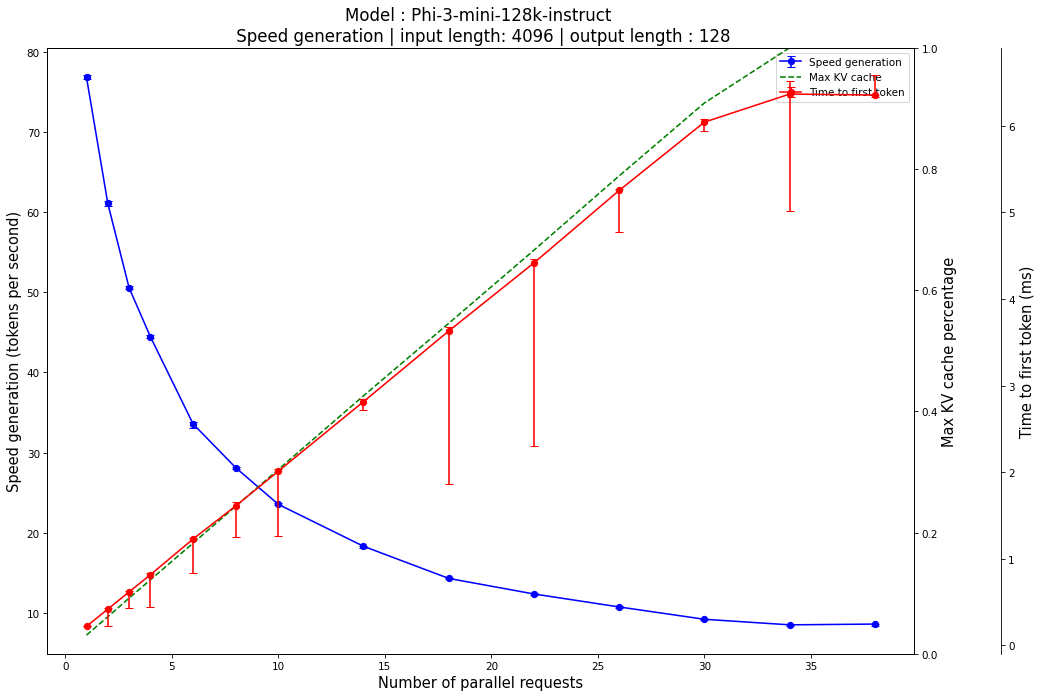 Model : Phi-3-mini-128k-instruct
Speed generation | input length: 4096 | output length : 128
Speed generation (tokens per second)
80
70
60
50
40
30
20
10
Speed generation
Max KV cache
Time to first token
1.0
0.8
0.6
0.4
0.2
0.0
Max KV cache percentage
6
5
4
3
2
1
0
Time to first token (ms)
0 5 10 15 20 25 30 35
Number of parallel requests